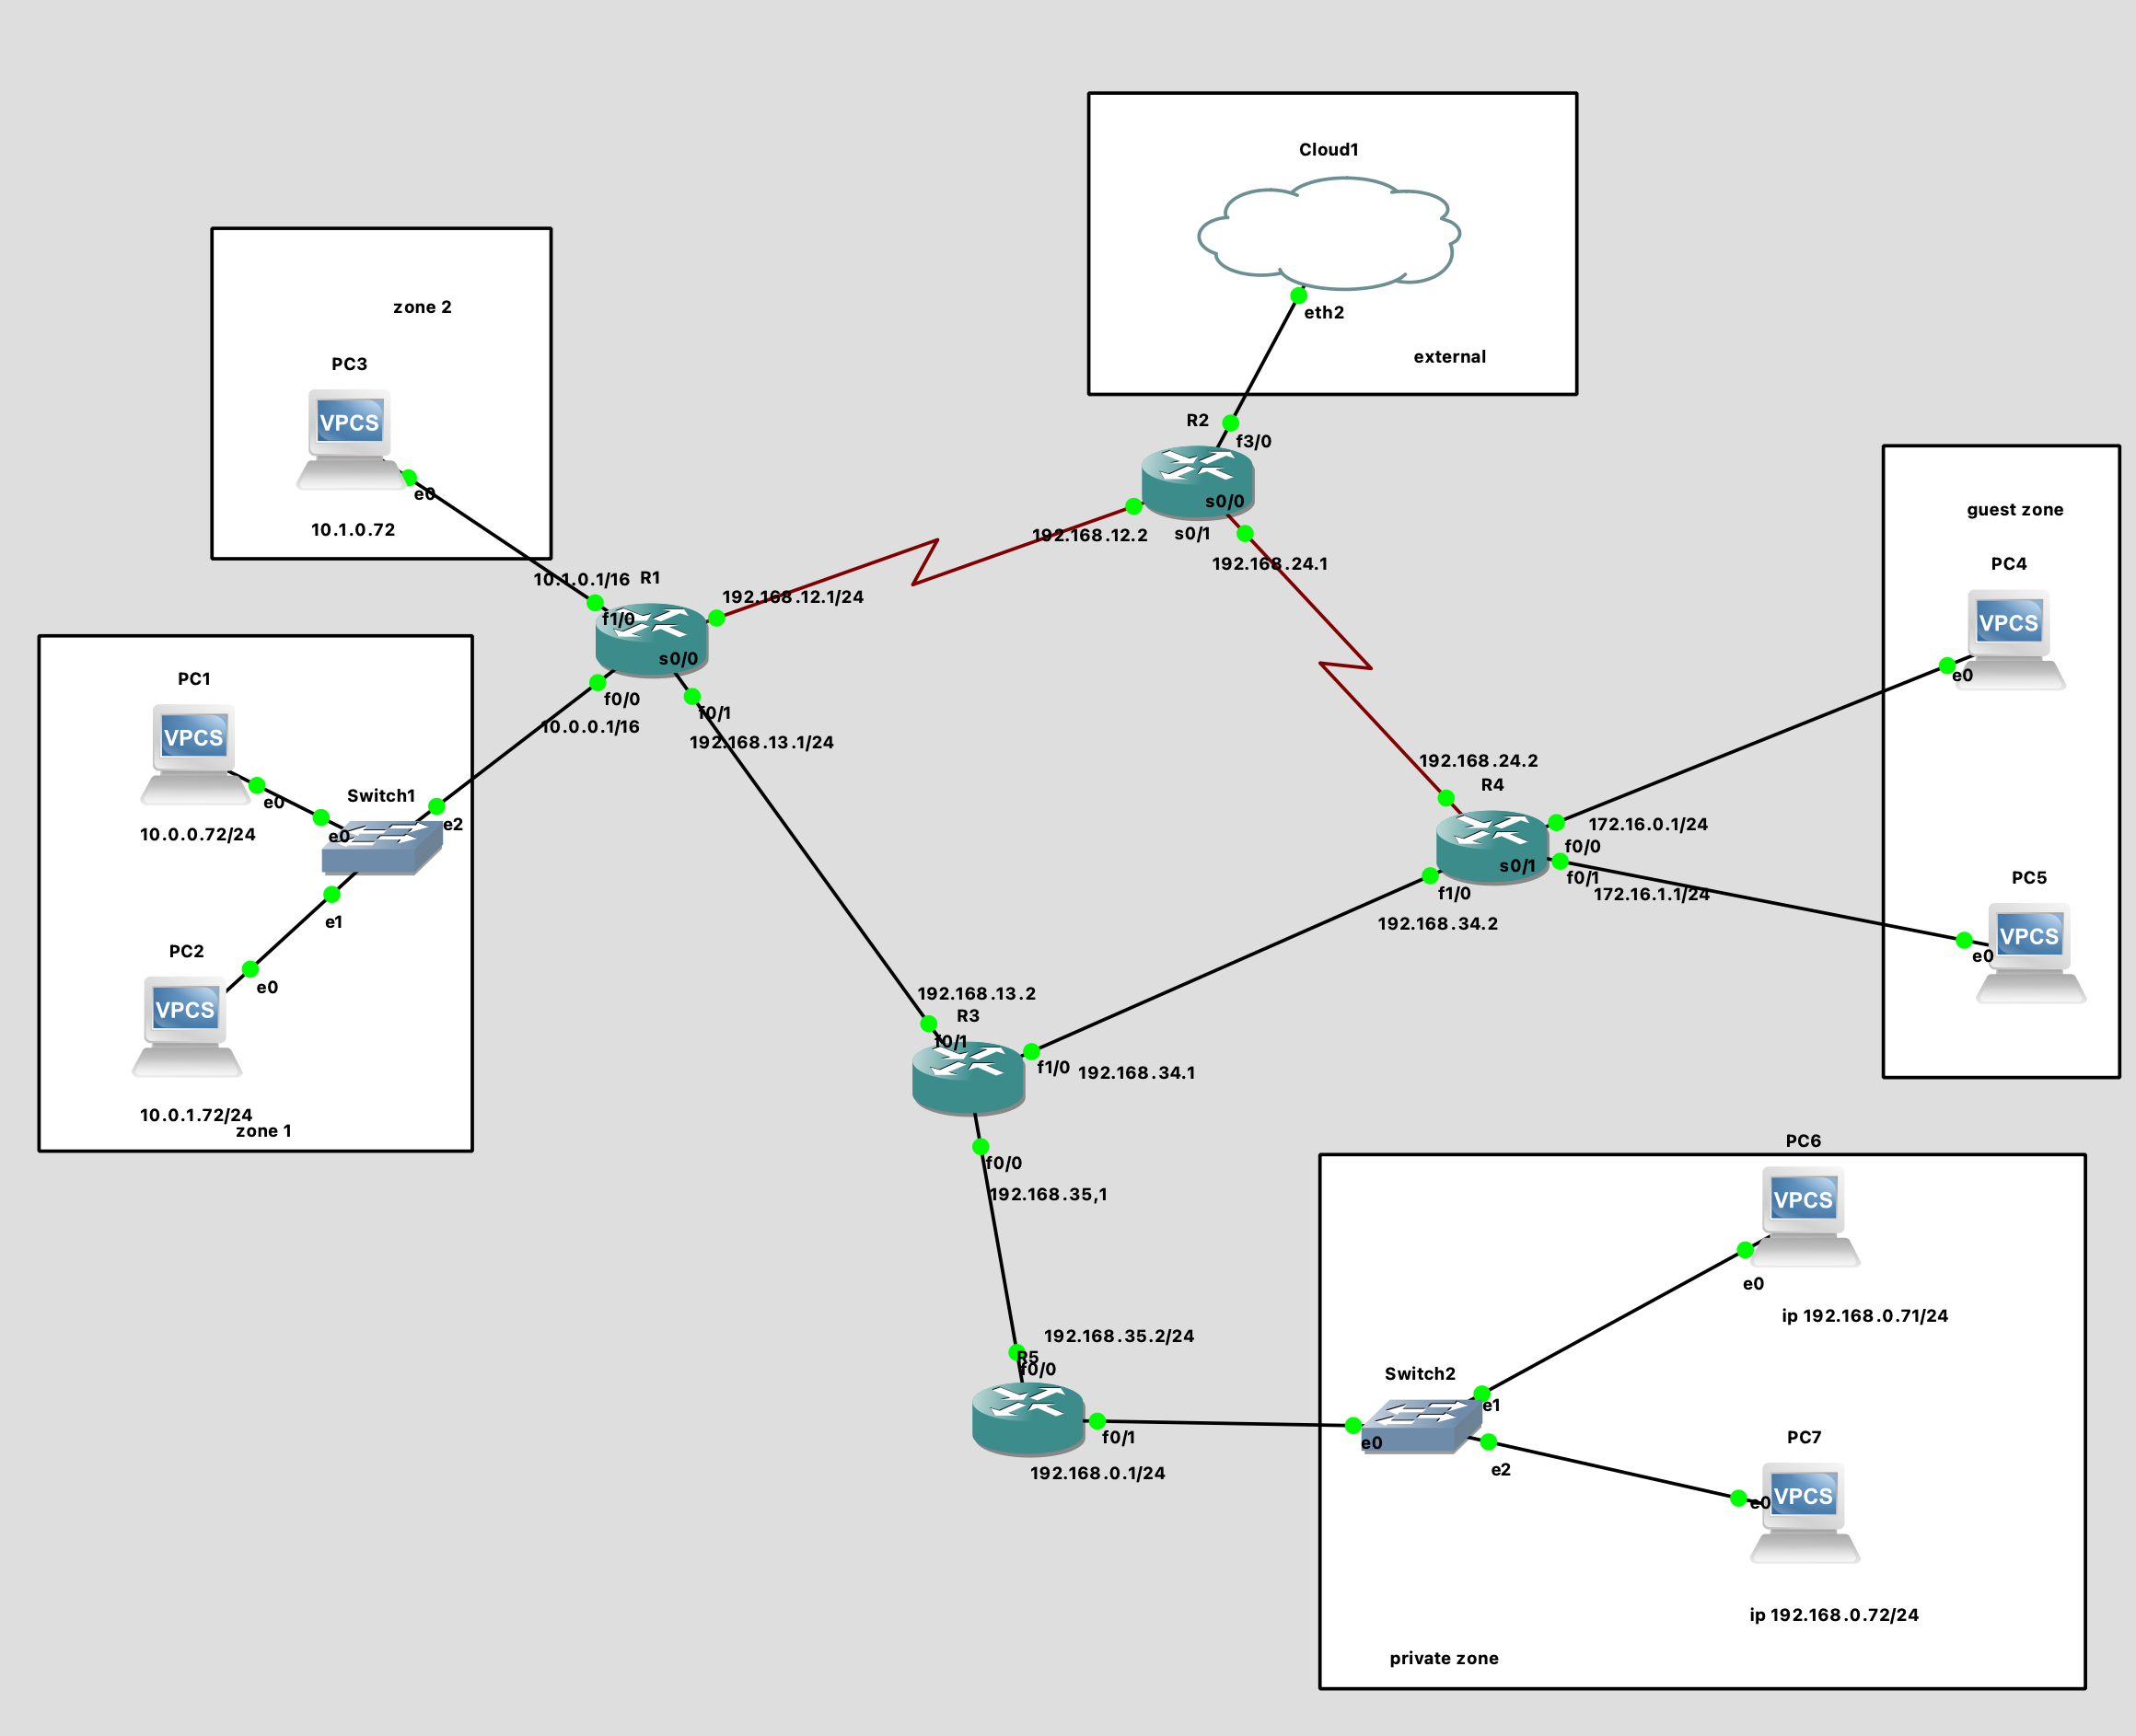 Cloud1
eth2
external
zone 2
PC3
VPCS
e0
10.1.0.72
R2
f3/0
s0/0
s0/1
192.168.12.2
192.168.24.1
guest zone
PC4
VPCS
e0
10.1.0.1/16
R1
f1/0
192.168.12.1/24
s0/0
f0/0
10.0.0.1/16
f0/1
192.168.13.1/24
PC1
VPCS
e0
10.0.0.72/24
Switch1
e0
e2
e1
PC2
VPCS
e0
10.0.1.72/24
zone 1
192.168.24.2
R4
172.16.0.1/24
f0/0
s0/1
f0/1
172.16.1.1/24
f1/0
192.168.34.2
PC5
VPCS
e0
192.168.13.2
R3
f0/1
f1/0
192.168.34.1
f0/0
192.168.35,1
192.168.35.2/24
R5
f0/0
f0/1
192.168.0.1/24
PC6
VPCS
e0
ip 192.168.0.71/24
Switch2
e1
e0
e2
PC7
VPCS
e0
ip 192.168.0.72/24
private zone